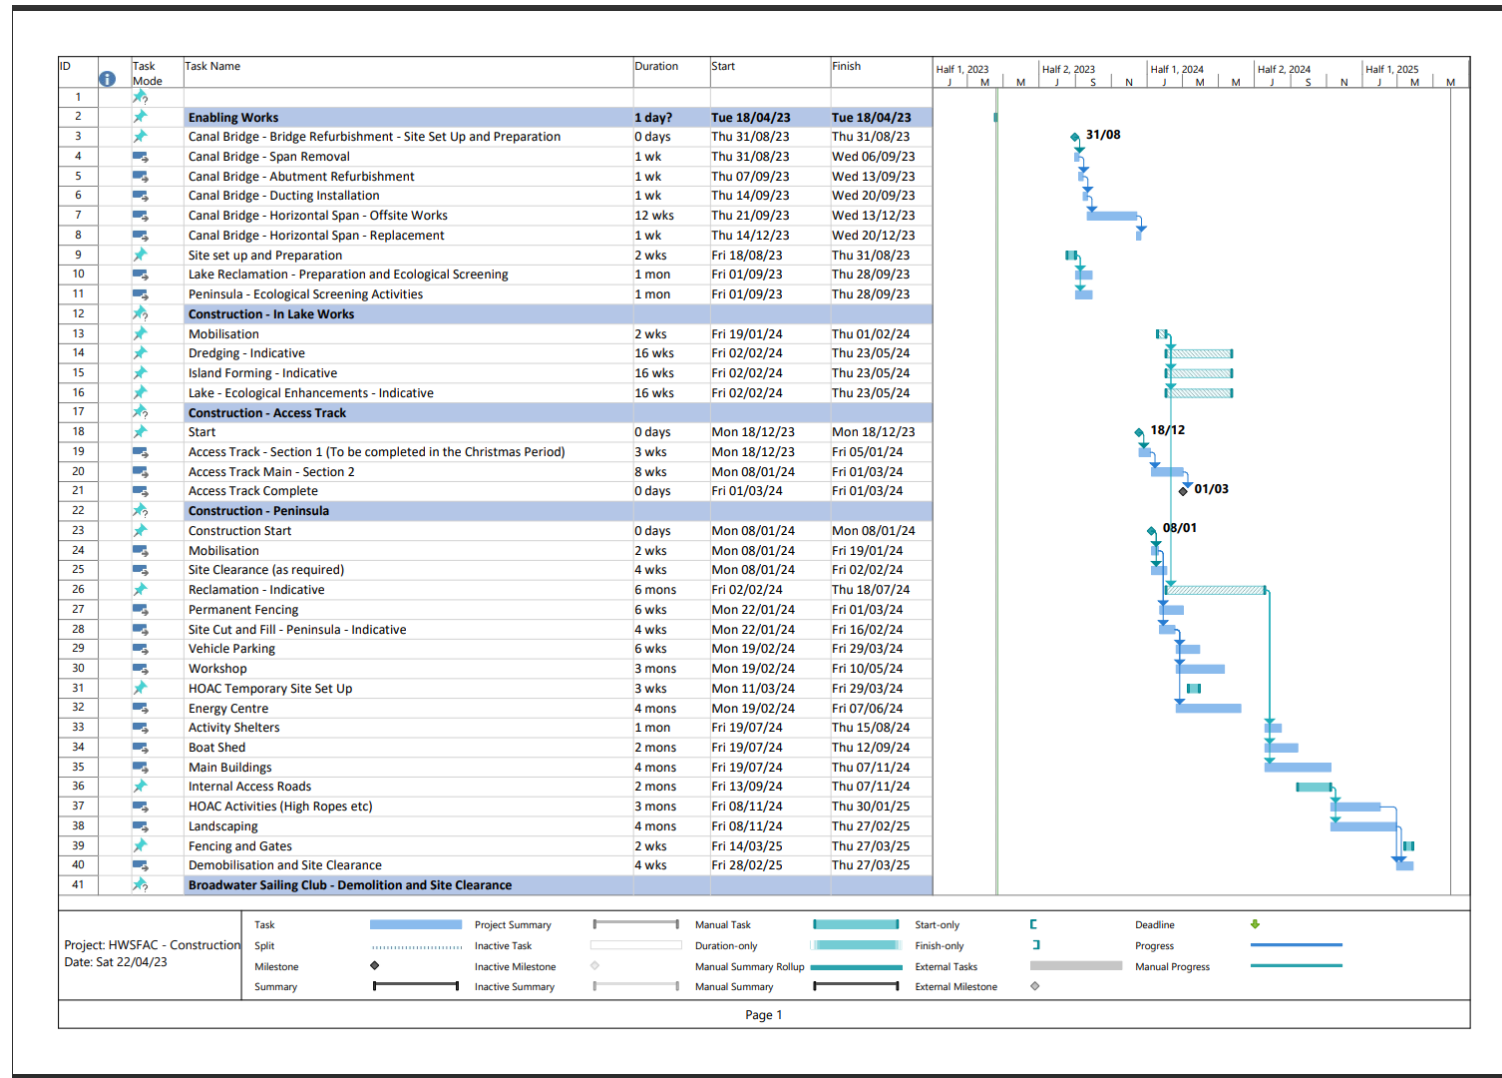 ID Task Mode Task Name Duration Start Finish Half 1, 2023 Half 2, 2023 Half 1, 2024 Half 2, 2024 Half 1, 2025
J M M J S N J M M J S N J M M
1
2 Enabling Works 1 day? Tue 18/04/23 Tue 18/04/23
3 Canal Bridge - Bridge Refurbishment - Site Set Up and Preparation 0 days Thu 31/08/23 Thu 31/08/23 31/08
4 Canal Bridge - Span Removal 1 wk Thu 31/08/23 Wed 06/09/23
5 Canal Bridge - Abutment Refurbishment 1 wk Thu 07/09/23 Wed 13/09/23
6 Canal Bridge - Ducting Installation 1 wk Thu 14/09/23 Wed 20/09/23
7 Canal Bridge - Horizontal Span - Offsite Works 12 wks Thu 21/09/23 Wed 13/12/23
8 Canal Bridge - Horizontal Span - Replacement 1 wk Thu 14/12/23 Wed 20/12/23
9 Site set up and Preparation 2 wks Fri 18/08/23 Thu 31/08/23
10 Lake Reclamation - Preparation and Ecological Screening 1 mon Fri 01/09/23 Thu 28/09/23
11 Peninsula - Ecological Screening Activities 1 mon Fri 01/09/23 Thu 28/09/23
12 Construction - In Lake Works
13 Mobilisation 2 wks Fri 19/01/24 Thu 01/02/24
14 Dredging - Indicative 16 wks Fri 02/02/24 Thu 23/05/24
15 Island Forming - Indicative 16 wks Fri 02/02/24 Thu 23/05/24
16 Lake - Ecological Enhancements - Indicative 16 wks Fri 02/02/24 Thu 23/05/24
17 Construction - Access Track
18 Start 0 days Mon 18/12/23 Mon 18/12/23 18/12
19 Access Track - Section 1 (To be completed in the Christmas Period) 3 wks Mon 18/12/23 Fri 05/01/24
20 Access Track Main - Section 2 8 wks Mon 08/01/24 Fri 01/03/24
21 Access Track Complete 0 days Fri 01/03/24 Fri 01/03/24 01/03
22 Construction - Peninsula
23 Construction Start 0 days Mon 08/01/24 Mon 08/01/24 08/01
24 Mobilisation 2 wks Mon 08/01/24 Fri 19/01/24
25 Site Clearance (as required) 4 wks Mon 08/01/24 Fri 02/02/24
26 Reclamation - Indicative 6 mons Fri 02/02/24 Thu 18/07/24
27 Permanent Fencing 6 wks Mon 22/01/24 Fri 01/03/24
28 Site Cut and Fill - Peninsula - Indicative 4 wks Mon 22/01/24 Fri 16/02/24
29 Vehicle Parking 6 wks Mon 19/02/24 Fri 29/03/24
30 Workshop 3 mons Mon 19/02/24 Fri 10/05/24
31 HOAC Temporary Site Set Up 3 wks Mon 11/03/24 Fri 29/03/24
32 Energy Centre 4 mons Mon 19/02/24 Fri 07/06/24
33 Activity Shelters 1 mon Fri 19/07/24 Thu 15/08/24
34 Boat Shed 2 mons Fri 19/07/24 Thu 12/09/24
35 Main Buildings 4 mons Fri 19/07/24 Thu 07/11/24
36 Internal Access Roads 2 mons Fri 13/09/24 Thu 07/11/24
37 HOAC Activities (High Ropes etc) 3 mons Fri 08/11/24 Thu 30/01/25
38 Landscaping 4 mons Fri 08/11/24 Thu 27/02/25
39 Fencing and Gates 2 wks Fri 14/03/25 Thu 27/03/25
40 Demobilisation and Site Clearance 4 wks Fri 28/02/25 Thu 27/03/25
41 Broadwater Sailing Club - Demolition and Site Clearance
Project: HWSFAC - Construction
Date: Sat 22/04/23
Task Project Summary Manual Task Start-only Deadline
Split Inactive Task Duration-only Finish-only Progress
Milestone Inactive Milestone Manual Summary Rollup External Tasks Manual Progress
Summary Inactive Summary Manual Summary External Milestone
Page 1